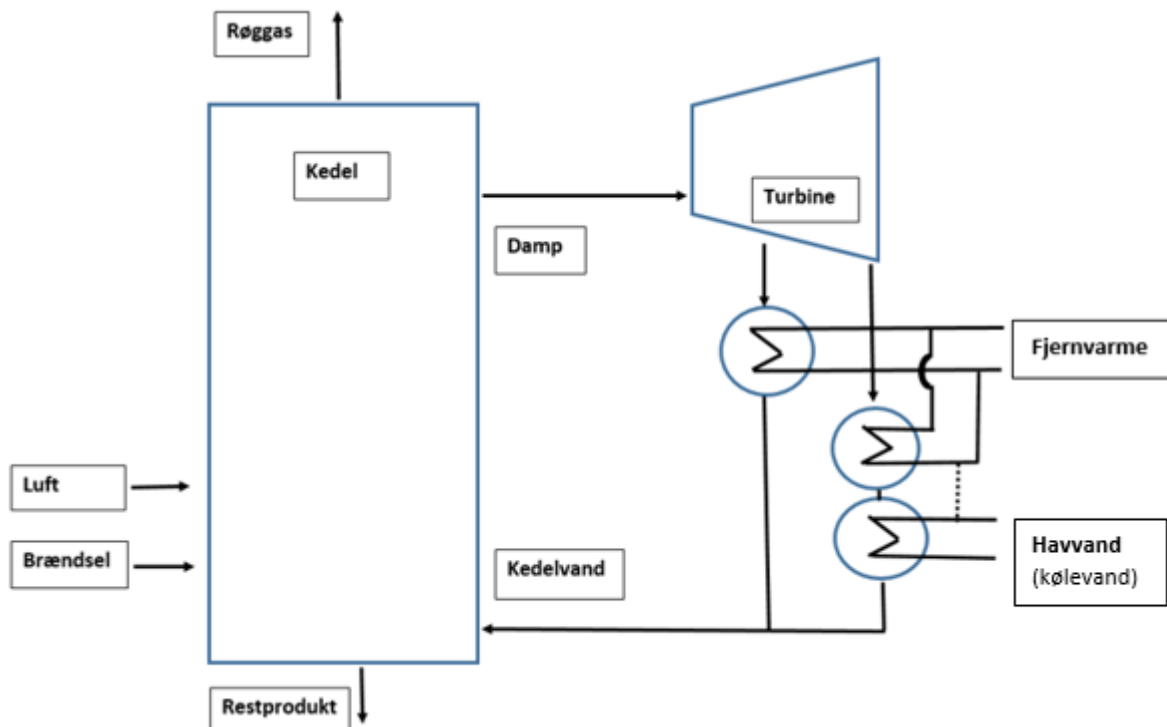 Røggas
Kedel
Turbine
Damp
Fjernvarme
Luft
Brændsel
Kedelvand
Havvand
(kølevand)
Restprodukt